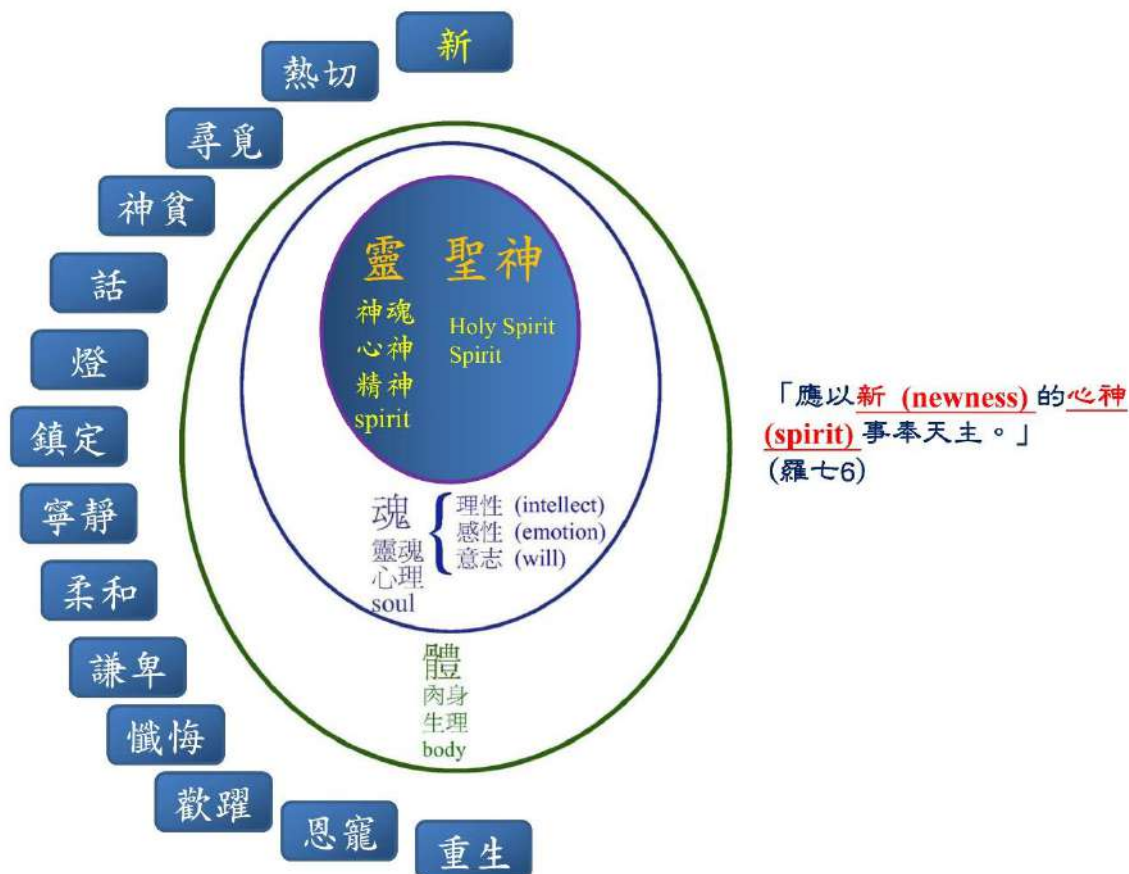 新
熱切
尋覓
神貧
話
燈
鎮定
寧靜
柔和
謙卑
懺悔
歡躍
恩寵
重生
靈 聖神
神魂
心神
精神
spirit
Holy Spirit
Spirit
魂
靈魂
心理
soul
理性 (intellect)
感性 (emotion)
意志 (will)
體
肉身
生理
body
「應以新 (newness) 的心神
(spirit) 事奉天主。」
(羅七6)